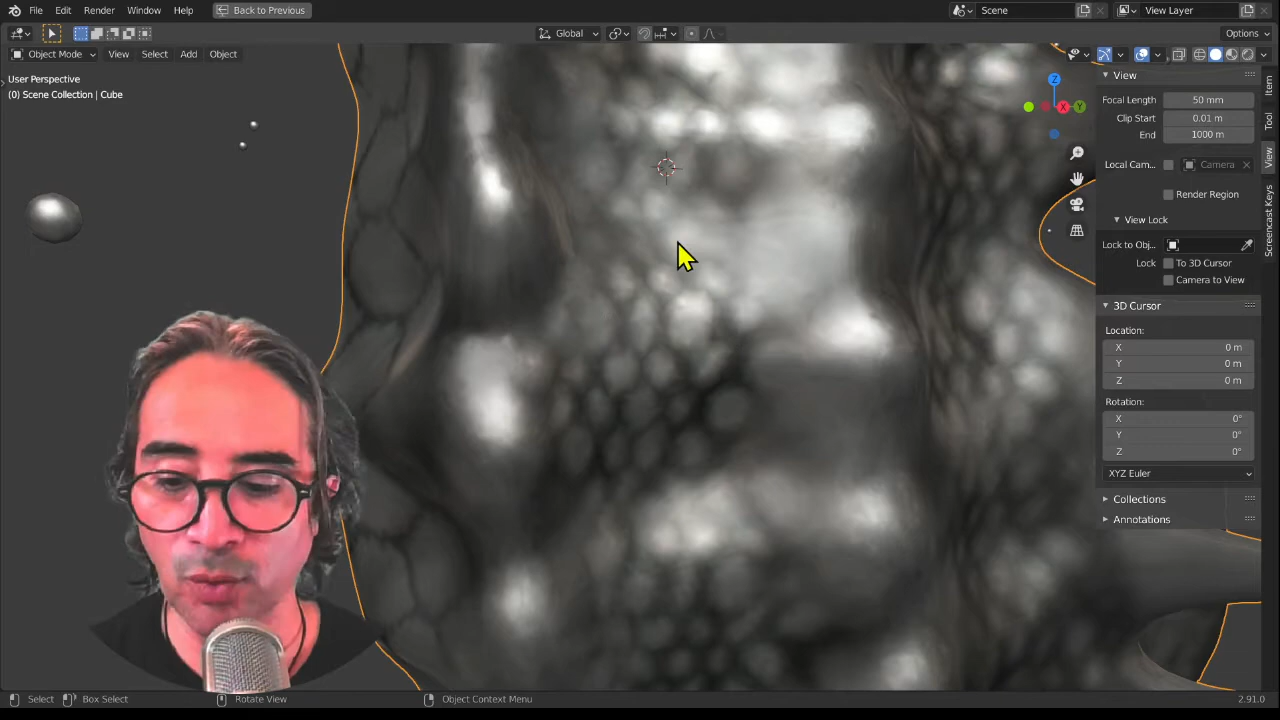 File Edit Render Window Help Back to Previous Scene View Layer
Global Options
Object Mode View Select Add Object
User Perspective
(0) Scene Collection | Cube
Z
X
Y
View
Focal Length 50 mm
Clip Start 0.01 m
End 1000 m
Local Cam... Camera
Render Region
View Lock
Lock to Obj...
Lock To 3D Cursor
Camera to View
3D Cursor
Location:
X 0 m
Y 0 m
Z 0 m
Rotation:
X 0°
Y 0°
Z 0°
XYZ Euler
Collections
Annotations
Item
Tool
View
Screencast Keys
Select Box Select Rotate View Object Context Menu 2.91.0